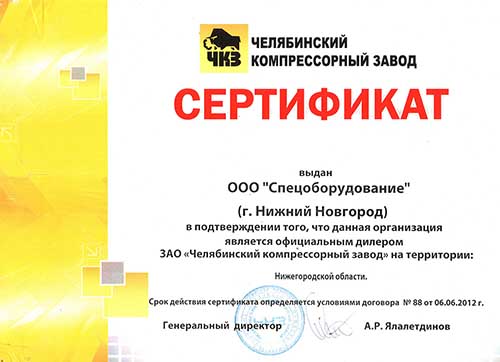 ЧКЗ
ЧЕЛЯБИНСКИЙ
КОМПРЕССОРНЫЙ ЗАВОД
СЕРТИФИКАТ
выдан
ООО "Спецоборудование"
(г. Нижний Новгород)
в подтверждении того, что данная организация
является официальным дилером
ЗАО «Челябинский компрессорный завод» на территории:
Нижегородской области.
Срок действия сертификата определяется условиями договора № 88 от 06.06.2012 г.
Генеральный директор
А.Р. Ялалетдинов